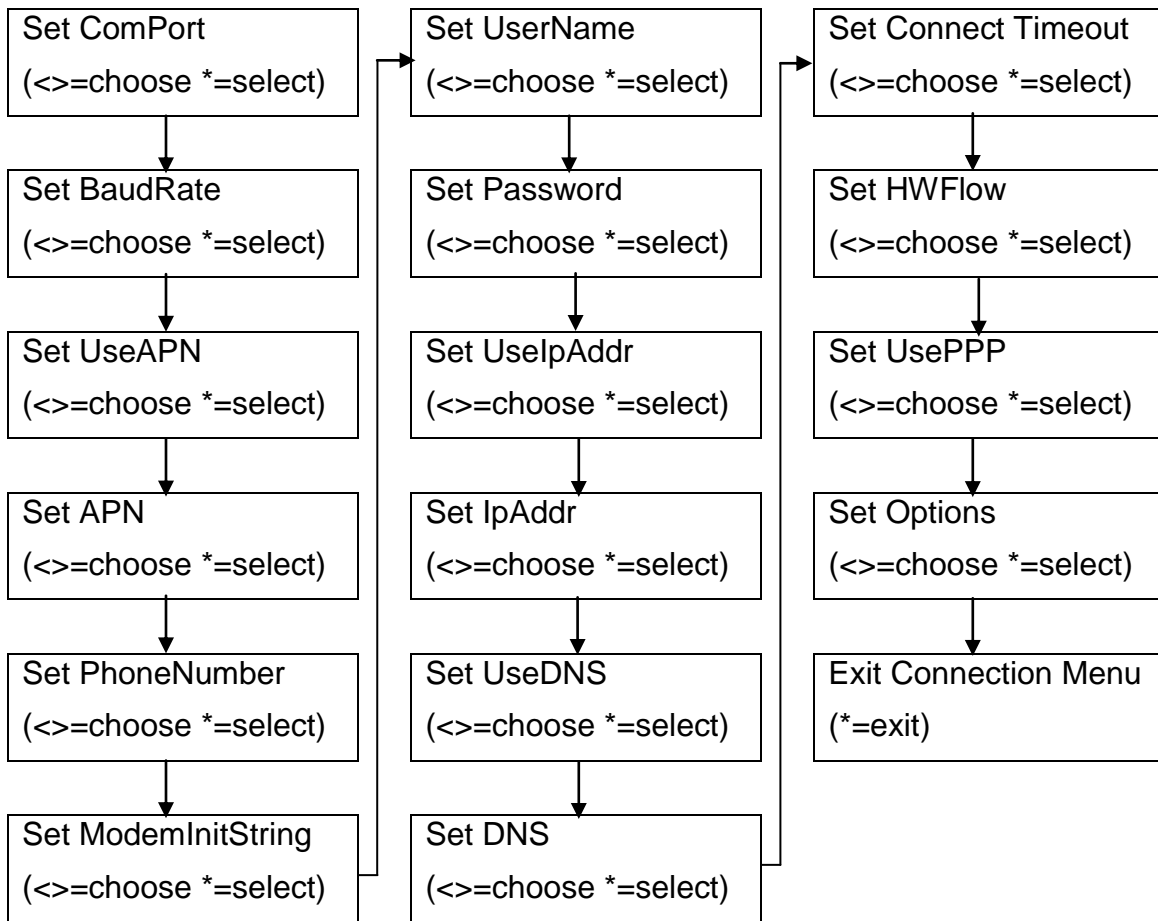 Set ComPort
(<>=choose *=select)
Set BaudRate
(<>=choose *=select)
Set UseAPN
(<>=choose *=select)
Set APN
(<>=choose *=select)
Set PhoneNumber
(<>=choose *=select)
Set ModemInitString
(<>=choose *=select)
Set UserName
(<>=choose *=select)
Set Password
(<>=choose *=select)
Set UseIpAddr
(<>=choose *=select)
Set IpAddr
(<>=choose *=select)
Set UseDNS
(<>=choose *=select)
Set DNS
(<>=choose *=select)
Set Connect Timeout
(<>=choose *=select)
Set HWFlow
(<>=choose *=select)
Set UsePPP
(<>=choose *=select)
Set Options
(<>=choose *=select)
Exit Connection Menu
(*=exit)